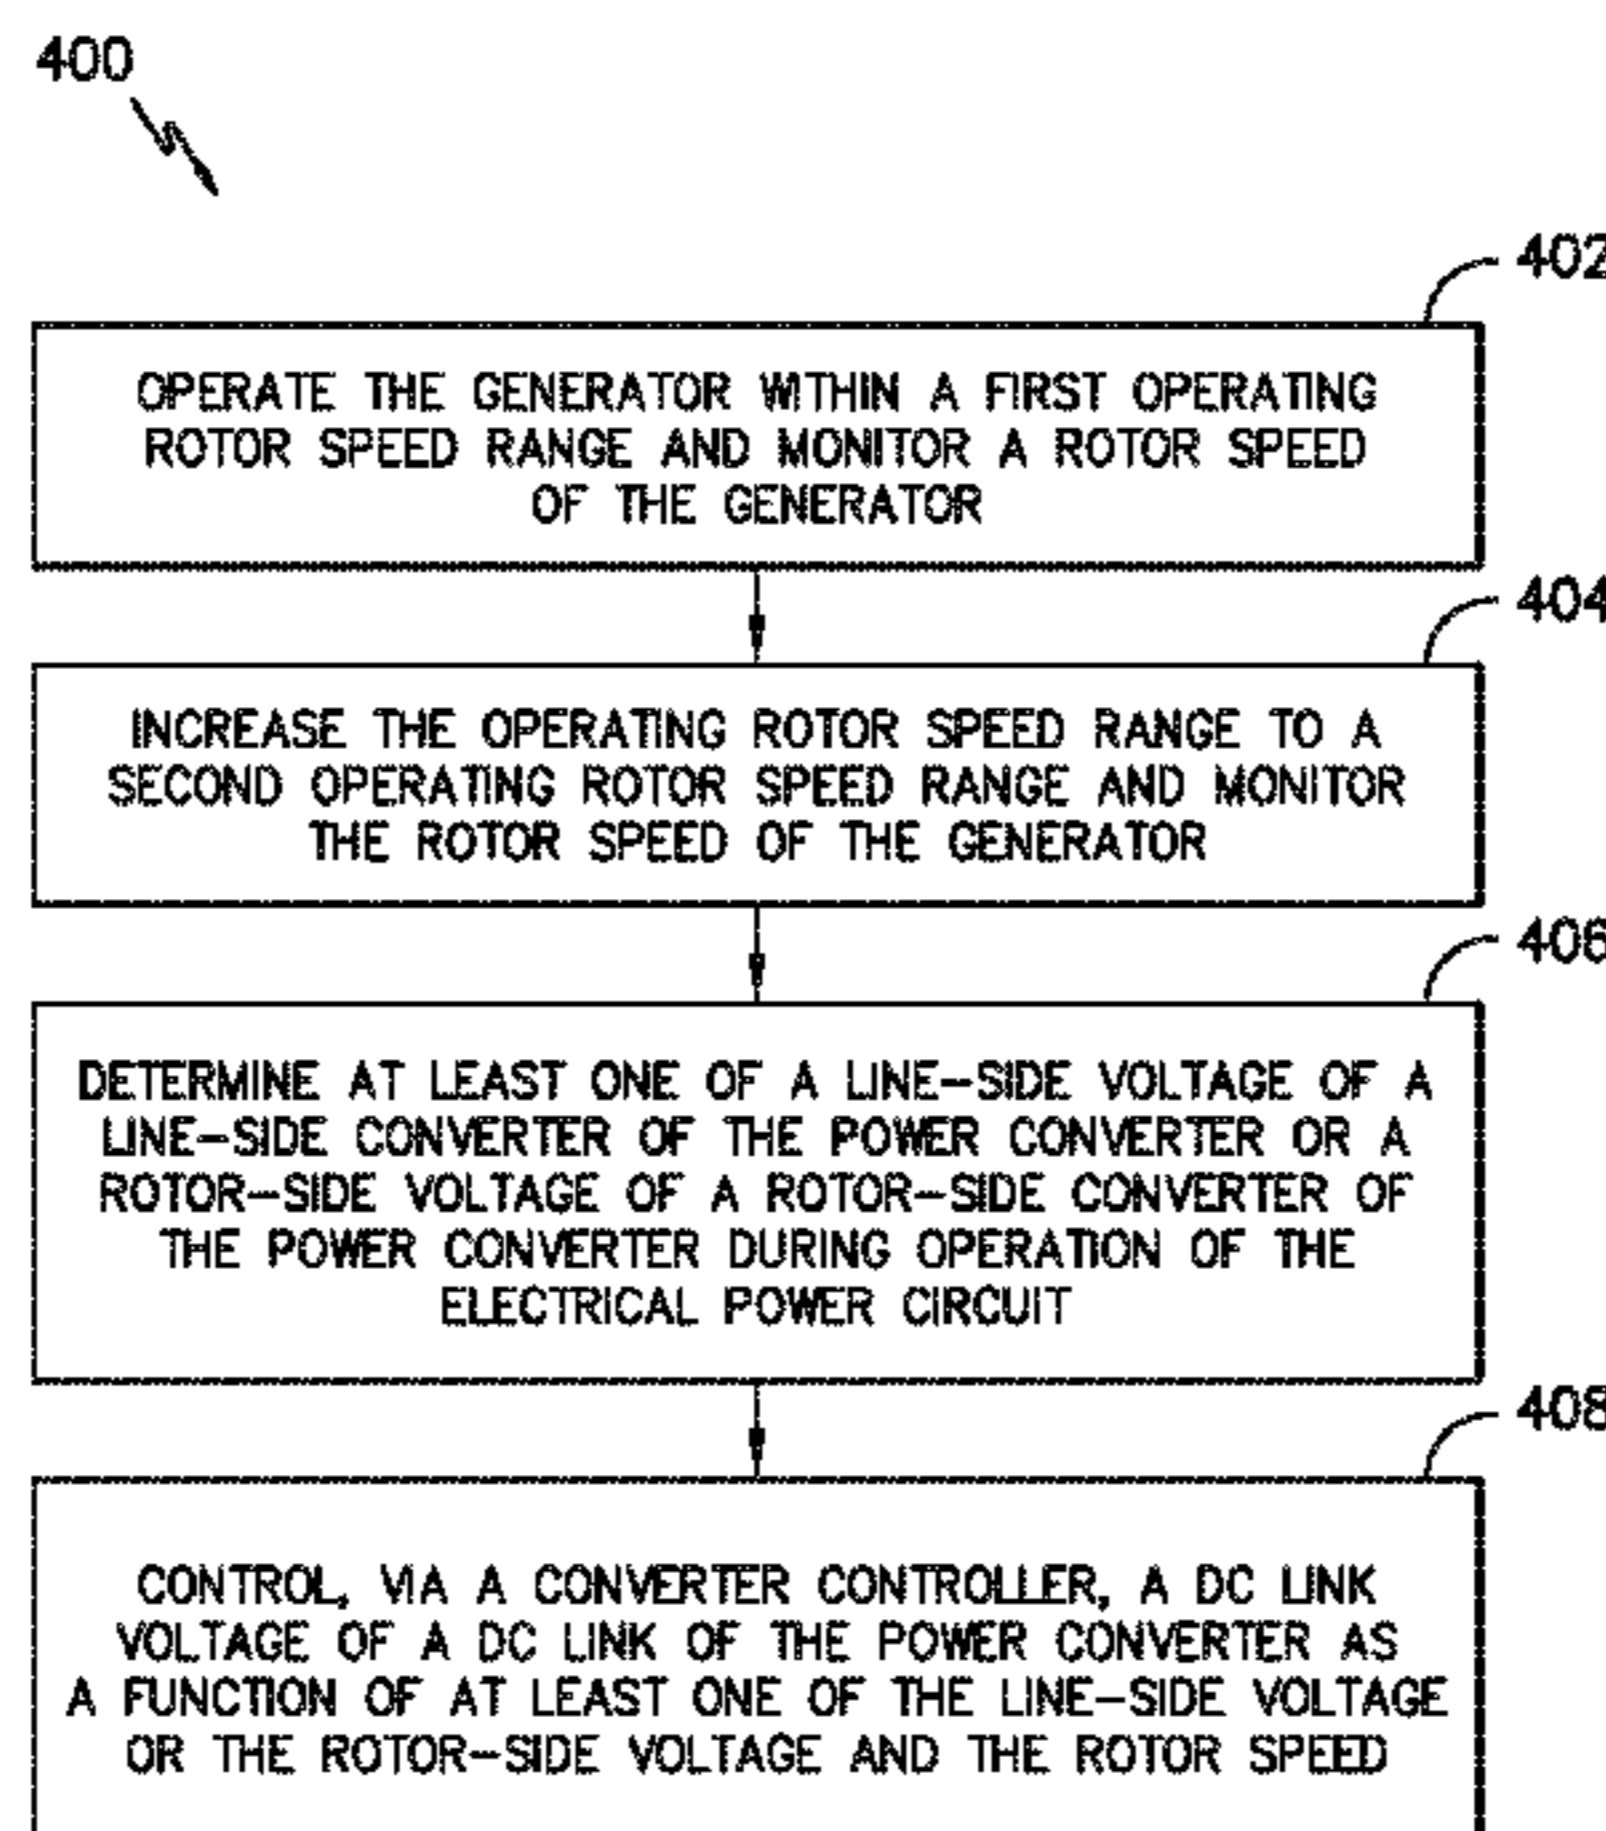 400
402
OPERATE THE GENERATOR WITHIN A FIRST OPERATING
ROTOR SPEED RANGE AND MONITOR A ROTOR SPEED
OF THE GENERATOR
404
INCREASE THE OPERATING ROTOR SPEED RANGE TO A
SECOND OPERATING ROTOR SPEED RANGE AND MONITOR
THE ROTOR SPEED OF THE GENERATOR
406
DETERMINE AT LEAST ONE OF A LINE-SIDE VOLTAGE OF A
LINE-SIDE CONVERTER OF THE POWER CONVERTER OR A
ROTOR-SIDE VOLTAGE OF A ROTOR-SIDE CONVERTER OF
THE POWER CONVERTER DURING OPERATION OF THE
ELECTRICAL POWER CIRCUIT
408
CONTROL, VIA A CONVERTER CONTROLLER, A DC LINK
VOLTAGE OF A DC LINK OF THE POWER CONVERTER AS
A FUNCTION OF AT LEAST ONE OF THE LINE-SIDE VOLTAGE
OR THE ROTOR-SIDE VOLTAGE AND THE ROTOR SPEED